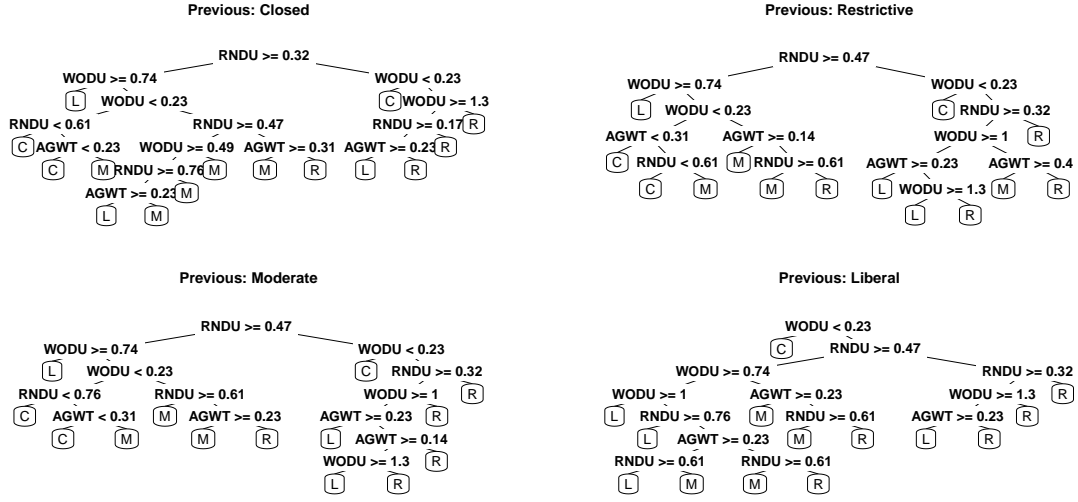 Previous: Closed
RNDU >= 0.32
WODU >= 0.74 WODU < 0.23
L WODU < 0.23 C WODU >= 1.3
RNDU < 0.61 RNDU >= 0.47 RNDU >= 0.17 R
C AGWT < 0.23 WODU >= 0.49 AGWT >= 0.31 AGWT >= 0.23 R
C M RNDU >= 0.76 M M R L R
AGWT >= 0.23 M
L M
Previous: Restrictive
RNDU >= 0.47
WODU >= 0.74 WODU < 0.23
L WODU < 0.23 C RNDU >= 0.32
AGWT < 0.31 AGWT >= 0.14 WODU >= 1 R
C RNDU < 0.61 M RNDU >= 0.61 AGWT >= 0.23 AGWT >= 0.4
C M M R L WODU >= 1.3 M R
L R
Previous: Moderate
RNDU >= 0.47
WODU >= 0.74 WODU < 0.23
L WODU < 0.23 C RNDU >= 0.32
RNDU < 0.76 RNDU >= 0.61 WODU >= 1 R
C AGWT < 0.31 M AGWT >= 0.23 AGWT >= 0.23 R
C M M R L AGWT >= 0.14
WODU >= 1.3 R
L R
Previous: Liberal
WODU < 0.23
C RNDU >= 0.47
WODU >= 0.74 RNDU >= 0.32
WODU >= 1 AGWT >= 0.23 WODU >= 1.3 R
L RNDU >= 0.76 M RNDU >= 0.61 AGWT >= 0.23 R
L AGWT >= 0.23 M R L R
RNDU >= 0.61 RNDU >= 0.61
L M M R